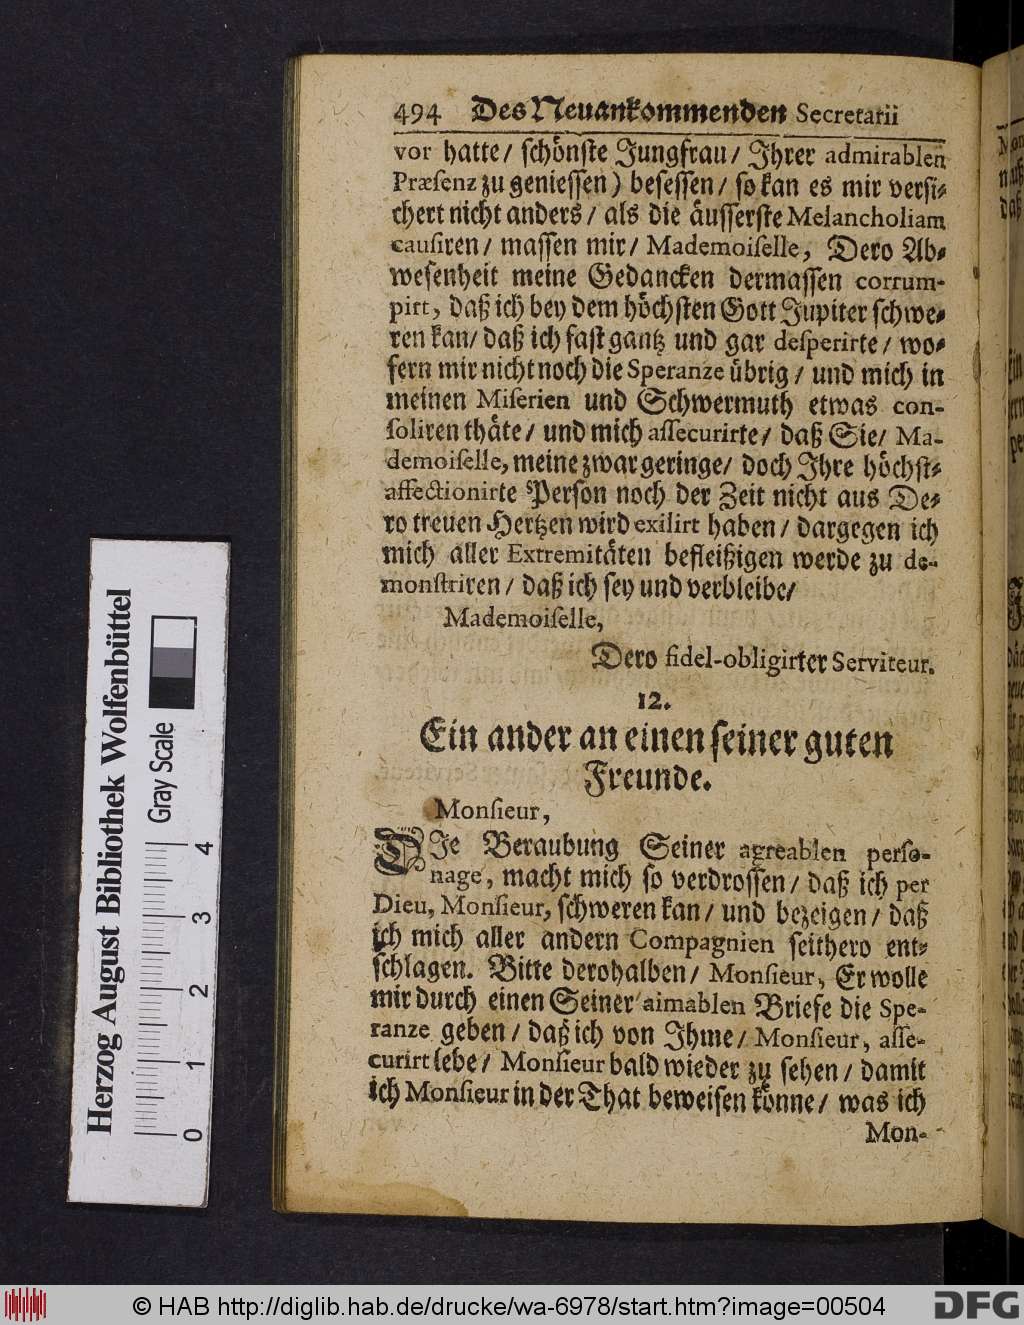 494 Des Neuankommenden Secretarii
vor hatte/ schönste Jungfrau/ Ihrer admirablen
Præsenz zu geniessen) besessen/ so kan es mir versi-
chert nicht anders/ als die äusserste Melancholiam
causiren/ massen mir/ Mademoiselle, Dero Ab-
wesenheit meine Gedancken dermassen corrum-
pirt, daß ich bey dem höchsten Gott Jupiter schwe-
ren kan/ daß ich fast gantz und gar desperirte/ wo-
fern mir nicht noch die Speranze übrig/ und mich in
meinen Miserien und Schwermuth etwas con-
soliren thäte/ und mich assecurirte/ daß Sie/ Ma-
demoiselle, meine zwar geringe/ doch Ihre höchst-
affectionirte Person noch der Zeit nicht aus De-
ro treuen Hertzen wird exilirt haben/ dargegen ich
mich aller Extremitäten befleißigen werde zu de-
monstriren/ daß ich sey und verbleibe/
Mademoiselle,
Dero fidel-obligirter Serviteur.
12.
Ein ander an einen seiner guten
Freunde.
Monsieur,
DIe Beraubung Seiner agreablen perso-
nage, macht mich so verdrossen/ daß ich per
Dieu, Monsieur, schweren kan/ und bezeigen/ daß
ich mich aller andern Compagnien seithero ent-
schlagen. Bitte derohalben/ Monsieur, Er wolle
mir durch einen Seiner aimablen Briefe die Spe-
ranze geben/ daß ich von Ihme/ Monsieur, asse-
curirt lebe/ Monsieur bald wieder zu sehen/ damit
ich Monsieur in der That beweisen könne/ was ich
Mon-
Herzog August Bibliothek Wolfenbüttel
Gray Scale
0 1 2 3 4
© HAB http://diglib.hab.de/drucke/wa-6978/start.htm?image=00504
DFG